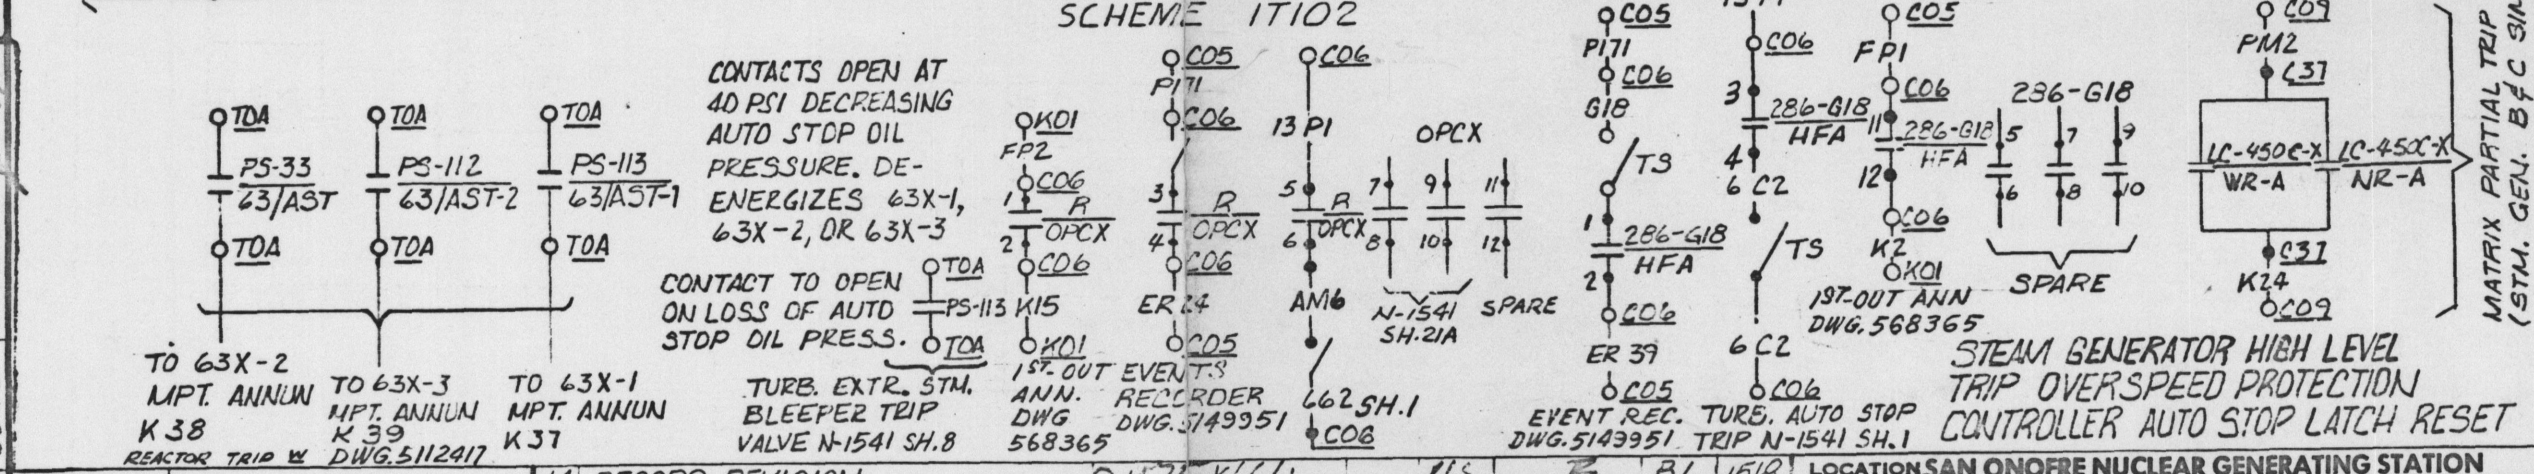 SCHEME 1T102
TOA
PS-33
63/AST
TOA
TO 63X-2
MPT. ANNUN
K 38
REACTOR TRIP W
TOA
PS-112
63/AST-2
TOA
TO 63X-3
MPT. ANNUN
K 39
DWG. 5112417
TOA
PS-113
63/AST-1
TOA
TO 63X-1
MPT. ANNUN
K 37
CONTACTS OPEN AT
40 PSI DECREASING
AUTO STOP OIL
PRESSURE. DE-
ENERGIZES 63X-1,
63X-2, OR 63X-3
CONTACT TO OPEN
ON LOSS OF AUTO
STOP OIL PRESS.
TOA
PS-113
TOA
TURB. EXTR. STM.
BLEEPER TRIP
VALVE N-1541 SH.8
K01
FP2
C06
1
R
OPCX
2
C06
K15
K01
1ST-OUT
ANN.
DWG
568365
C05
P171
C06
3
R
OPCX
4
C06
ER 24
C05
EVENTS
RECORDER
DWG. 5149951
C06
13 P1
5
R
OPCX
6
AM6
662 SH.1
C06
OPCX
7 9 11
8 10 12
N-1541
SH.21A
SPARE
C05
P171
C06
G18
TS
1
286-G18
HFA
2
C06
ER 39
C05
EVENT REC.
DWG. 5149951
C06
3
286-G18
HFA
4
6 C2
TS
6 C2
C06
TURB. AUTO STOP
TRIP N-1541 SH.1
C05
FP1
C06
11
286-G18
HFA
12
C06
K2
K01
1ST-OUT ANN
DWG. 568365
286-G18
5 7 9
6 8 10
SPARE
C09
PM2
C37
LC-450C-X
WR-A
LC-450C-X
NR-A
C37
K24
C09
MATRIX PARTIAL TRIP
(STM. GEN. B&C
STEAM GENERATOR HIGH LEVEL
TRIP OVERSPEED PROTECTION
CONTROLLER AUTO STOP LATCH RESET
LOCATION SAN ONOFRE NUCLEAR GENERATING STATION